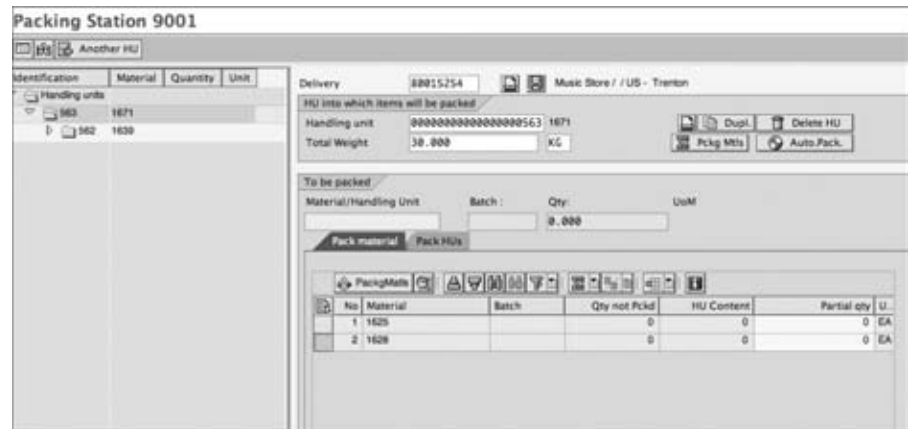 Packing Station 9001
Another HU
Identification Material Quantity Unit
Handling units
563 1671
562 1630
Delivery 80015254 Music Store / / US - Trenton
HU into which items will be packed
Handling unit 00000000000000000563 1671 Dupl. Delete HU
Total Weight 30.000 KG Pckg Mtls Auto.Pack.
To be packed
Material/Handling Unit Batch : Qty: UoM
0.000
Pack material Pack HUs
PackgMatls
No Material Batch Qty not Pckd HU Content Partial qty U..
1 1625 0 0 0 EA
2 1628 0 0 0 EA